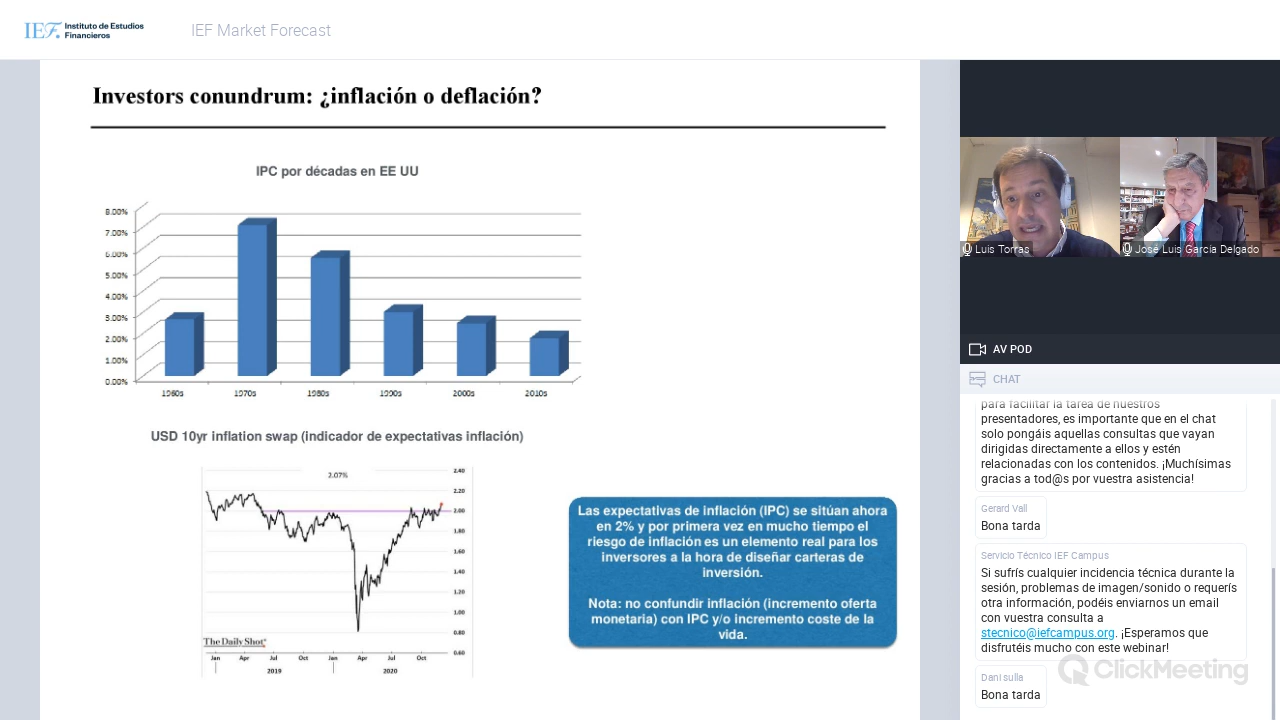 IEF. Instituto de Estudios
Financieros
IEF Market Forecast
Investors conundrum: ¿inflación o deflación?
IPC por décadas en EE UU
8.00%
7.00%
6.00%
5.00%
4.00%
3.00%
2.00%
1.00%
0.00%
1960s 1970s 1980s 1990s 2000s 2010s
USD 10yr inflation swap (indicador de expectativas inflación)
2.07%
2.40
2.20
2.00
1.80
1.60
1.40
1.20
1.00
0.80
0.60
The Daily Shot
Jan Apr Jul Oct Jan Apr Jul Oct
2019 2020
Las expectativas de inflación (IPC) se sitúan ahora
en 2% y por primera vez en mucho tiempo el
riesgo de inflación es un elemento real para los
inversores a la hora de diseñar carteras de
inversión.
Nota: no confundir inflación (incremento oferta
monetaria) con IPC y/o incremento coste de la
vida.
Luis Torras
José Luis García Delgado
AV POD
CHAT
para facilitar la tarea de nuestros
presentadores, es importante que en el chat
solo pongáis aquellas consultas que vayan
dirigidas directamente a ellos y estén
relacionadas con los contenidos. ¡Muchísimas
gracias a tod@s por vuestra asistencia!
Gerard Vall
Bona tarda
Servicio Técnico IEF Campus
Si sufrís cualquier incidencia técnica durante la
sesión, problemas de imagen/sonido o requerís
otra información, podéis enviarnos un email
con vuestra consulta a
stecnico@iefcampus.org. ¡Esperamos que
disfrutéis mucho con este webinar!
Dani sulla
Bona tarda
ClickMeeting